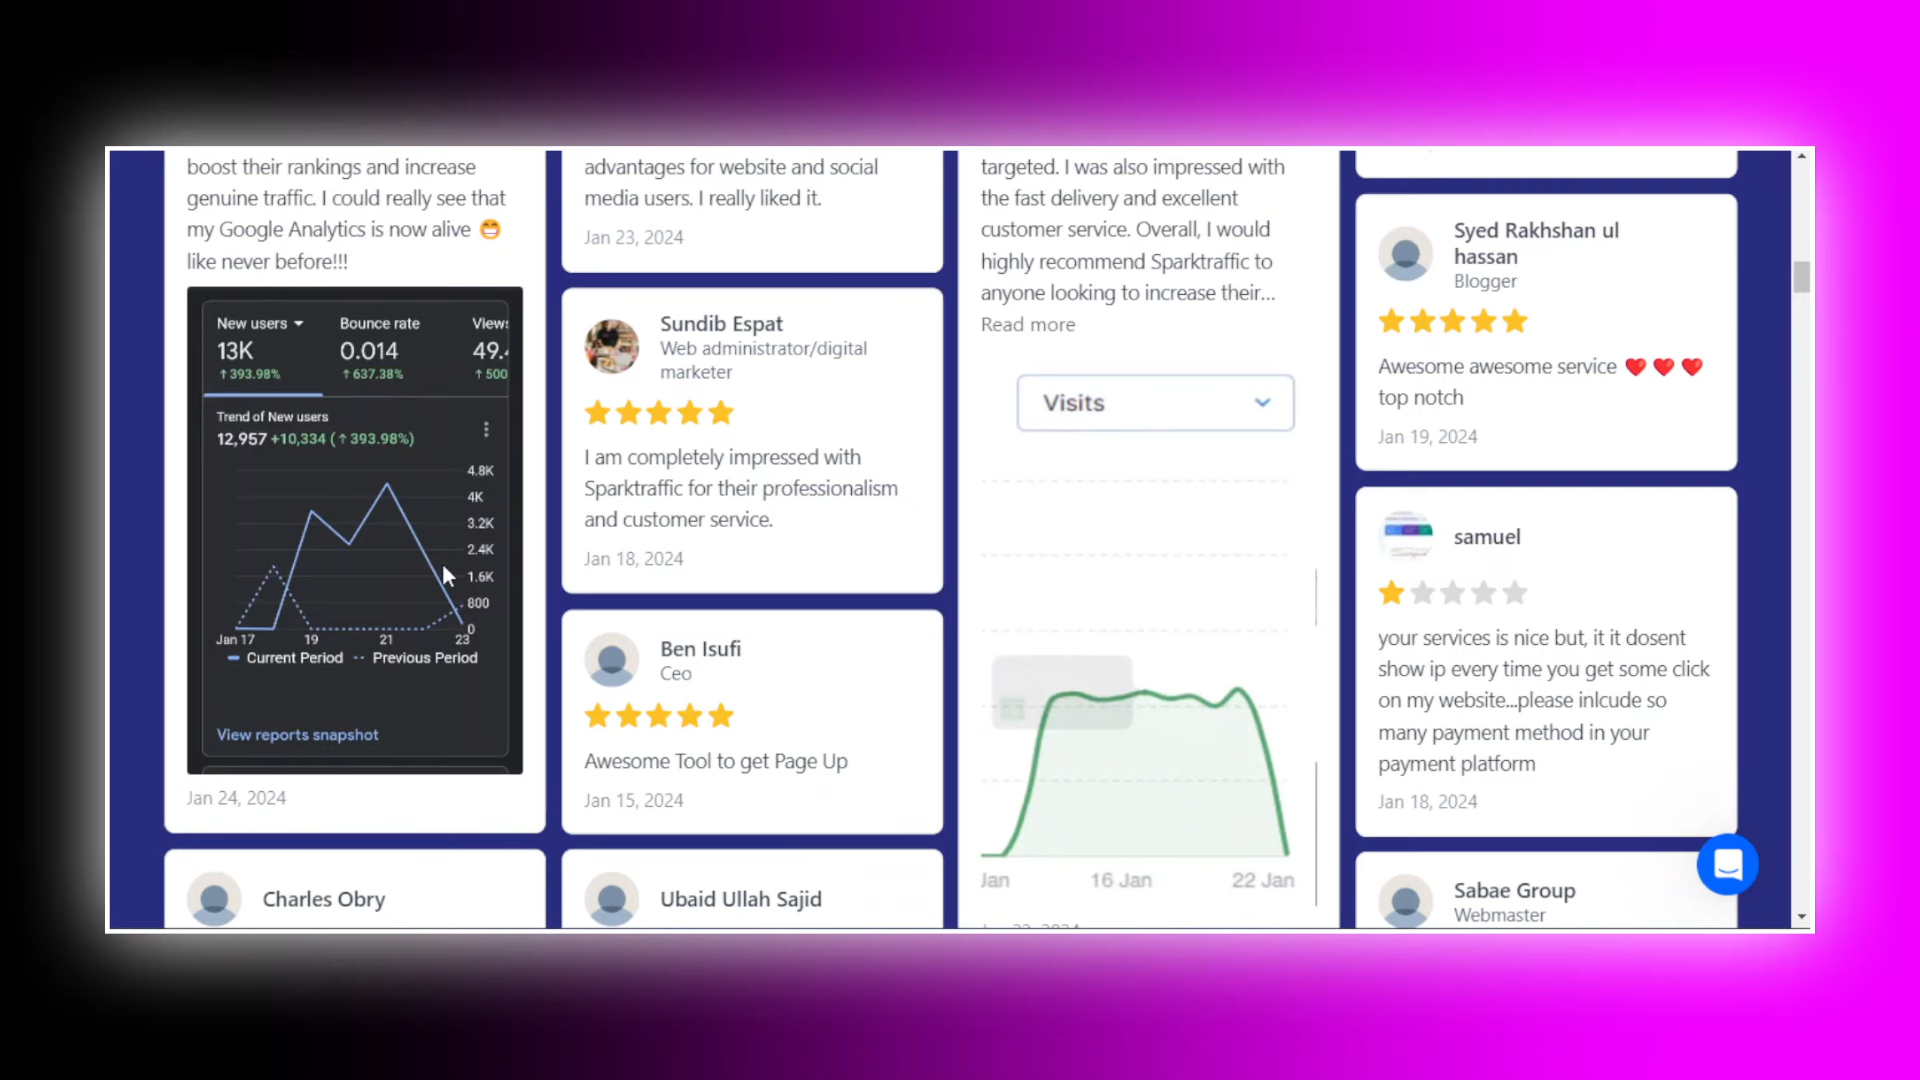 boost their rankings and increase
genuine traffic. I could really see that
my Google Analytics is now alive 😁
like never before!!!
New users
Bounce rate
Views
13K
0.014
49.4
↑ 393.98%
↑ 637.38%
↑ 500
Trend of New users
12,957 +10,334 (↑ 393.98%)
4.8K
4K
3.2K
2.4K
1.6K
800
0
Jan 17
19
21
23
Current Period
Previous Period
View reports snapshot
Jan 24, 2024
Charles Obry
advantages for website and social
media users. I really liked it.
Jan 23, 2024
Sundib Espat
Web administrator/digital
marketer
I am completely impressed with
Sparktraffic for their professionalism
and customer service.
Jan 18, 2024
Ben Isufi
Ceo
Awesome Tool to get Page Up
Jan 15, 2024
Ubaid Ullah Sajid
targeted. I was also impressed with
the fast delivery and excellent
customer service. Overall, I would
highly recommend Sparktraffic to
anyone looking to increase their...
Read more
Visits
Jan
16 Jan
22 Jan
Syed Rakhshan ul
hassan
Blogger
Awesome awesome service ❤️ ❤️ ❤️
top notch
Jan 19, 2024
samuel
your services is nice but, it it dosent
show ip every time you get some click
on my website...please inlcude so
many payment method in your
payment platform
Jan 18, 2024
Sabae Group
Webmaster